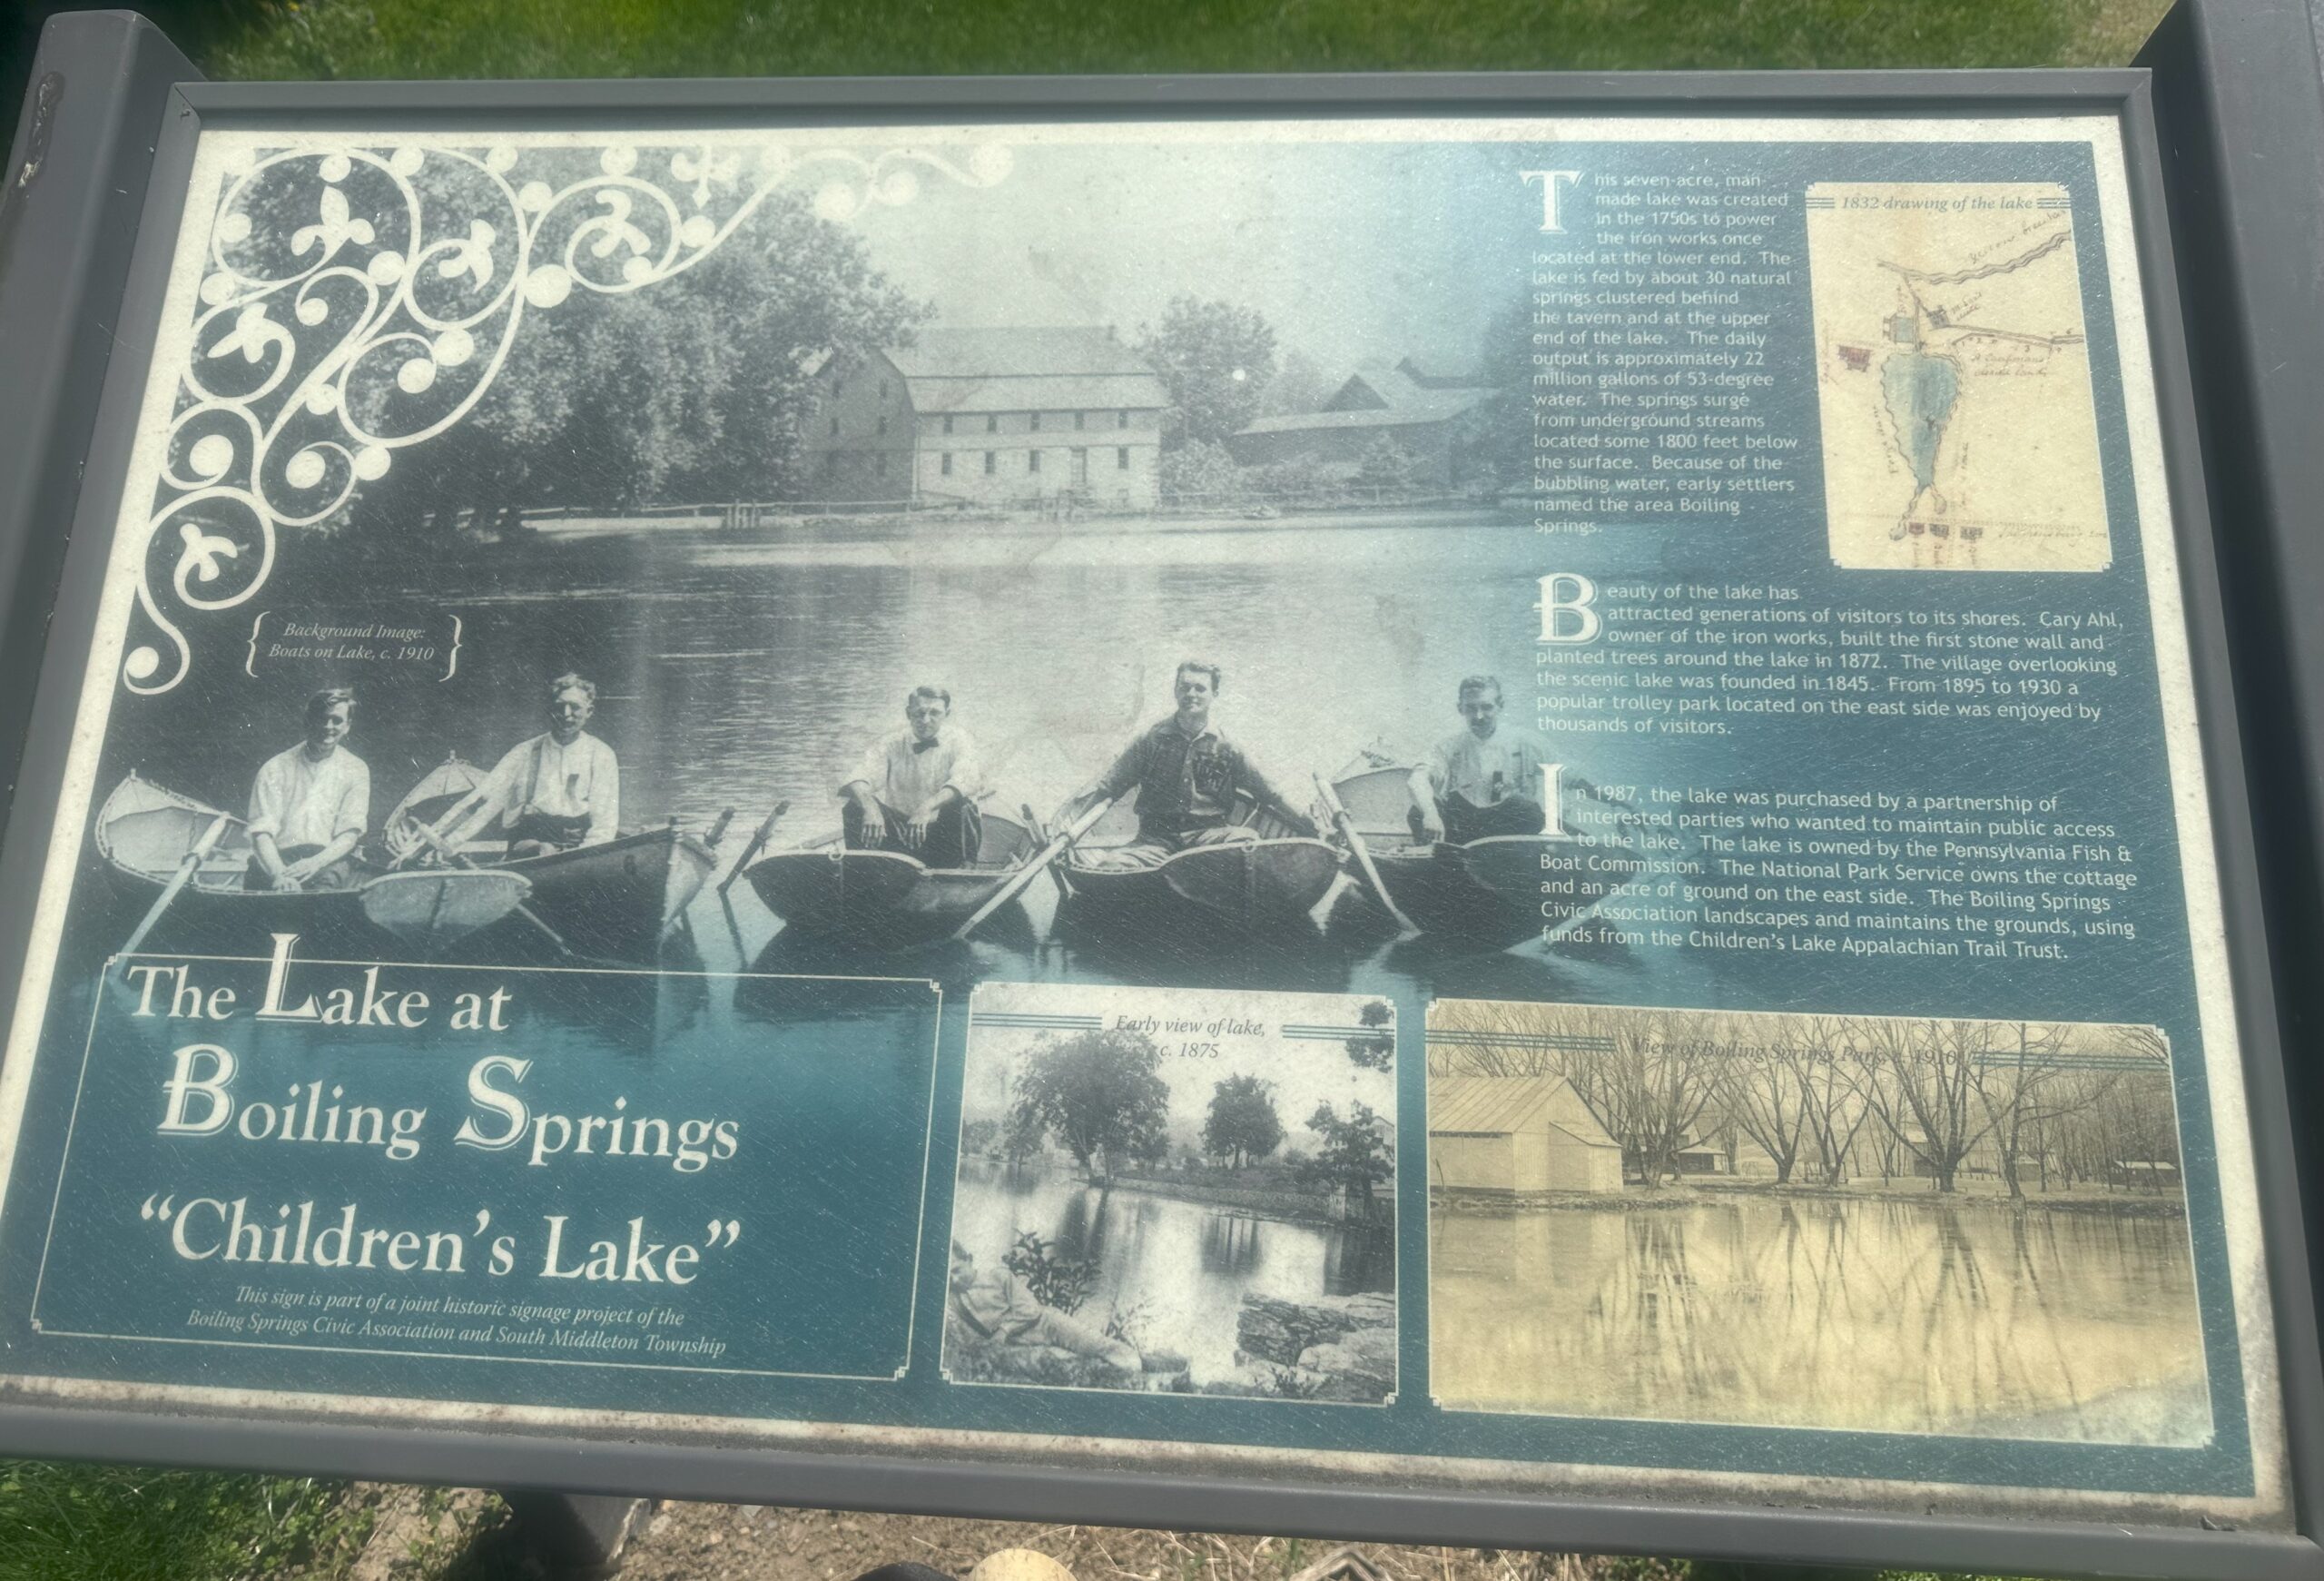 This seven-acre, man-
made lake was created
in the 1750s to power
the iron works once
located at the lower end. The
lake is fed by about 30 natural
springs clustered behind
the tavern and at the upper
end of the lake. The daily
output is approximately 22
million gallons of 53-degree
water. The springs surge
from underground streams
located some 1800 feet below
the surface. Because of the
bubbling water, early settlers
named the area Boiling
Springs.
1832 drawing of the lake
Beauty of the lake has
attracted generations of visitors to its shores. Cary Ahl,
owner of the iron works, built the first stone wall and
planted trees around the lake in 1872. The village overlooking
the scenic lake was founded in 1845. From 1895 to 1930 a
popular trolley park located on the east side was enjoyed by
thousands of visitors.
In 1987, the lake was purchased by a partnership of
interested parties who wanted to maintain public access
to the lake. The lake is owned by the Pennsylvania Fish &
Boat Commission. The National Park Service owns the cottage
and an acre of ground on the east side. The Boiling Springs
Civic Association landscapes and maintains the grounds, using
funds from the Children's Lake Appalachian Trail Trust.
Background Image:
Boats on Lake, c. 1910
The Lake at
Boiling Springs
"Children's Lake"
This sign is part of a joint historic signage project of the
Boiling Springs Civic Association and South Middleton Township
Early view of lake,
c. 1875
View of Boiling Springs Park, c. 1910